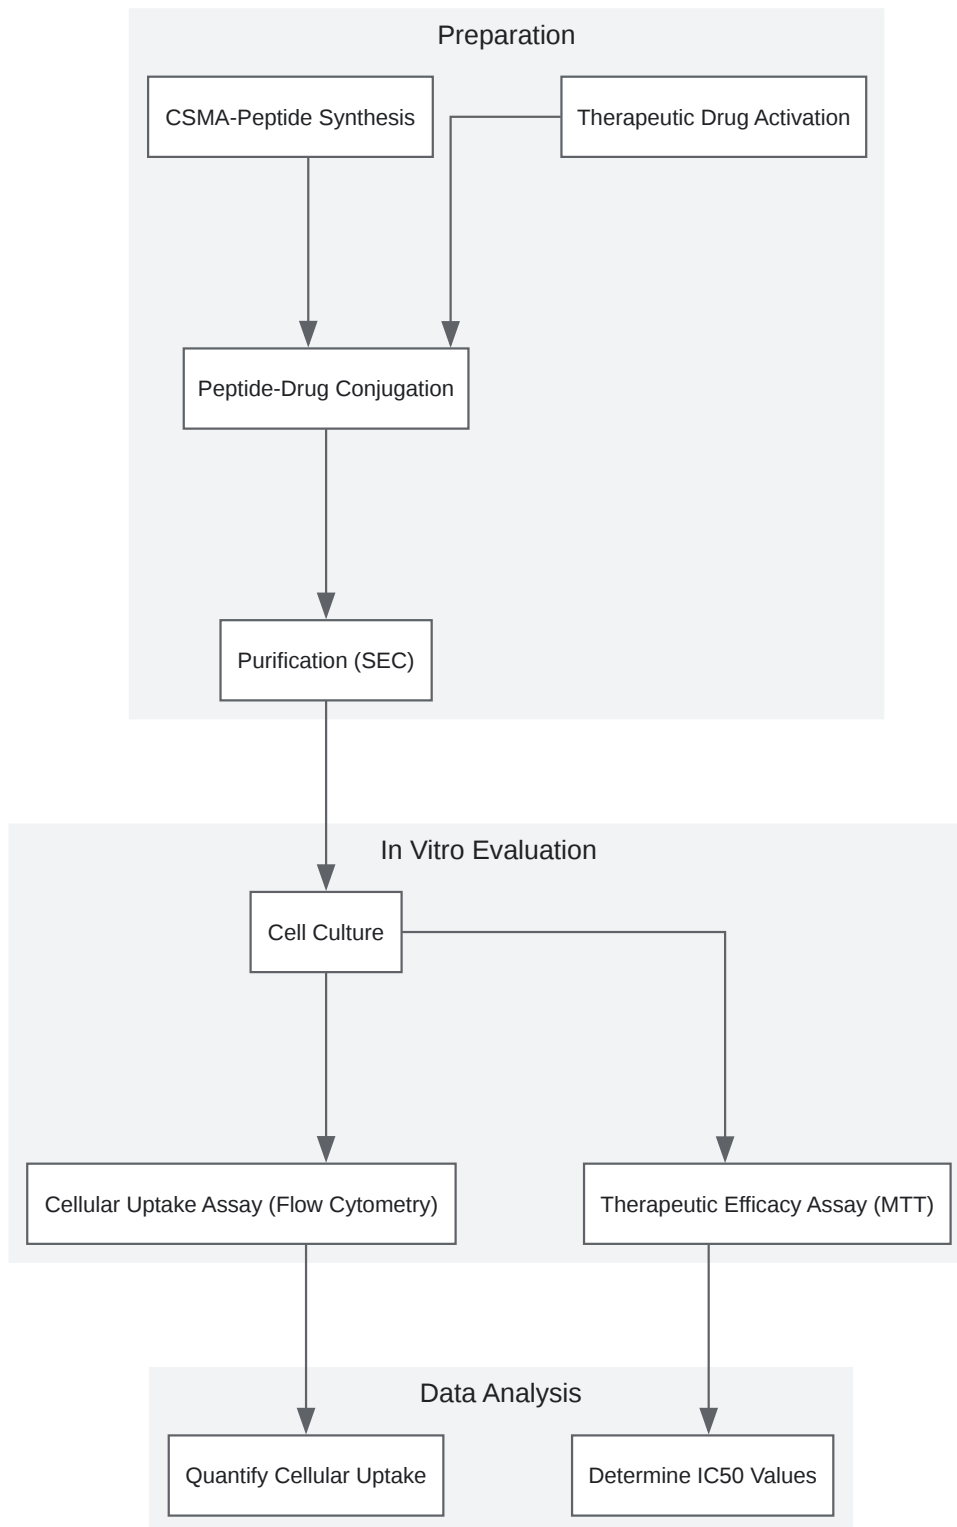 Preparation
CSMA-Peptide Synthesis
Therapeutic Drug Activation
Peptide-Drug Conjugation
Purification (SEC)
In Vitro Evaluation
Cell Culture
Cellular Uptake Assay (Flow Cytometry)
Therapeutic Efficacy Assay (MTT)
Data Analysis
Quantify Cellular Uptake
Determine IC50 Values